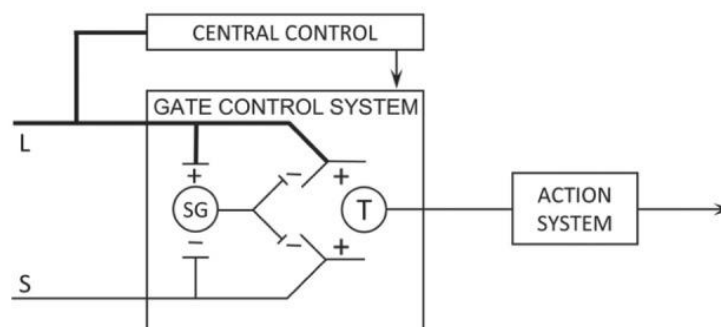 CENTRAL CONTROL
GATE CONTROL SYSTEM
L
+
−
+
SG
T
−
−
+
S
ACTION
SYSTEM